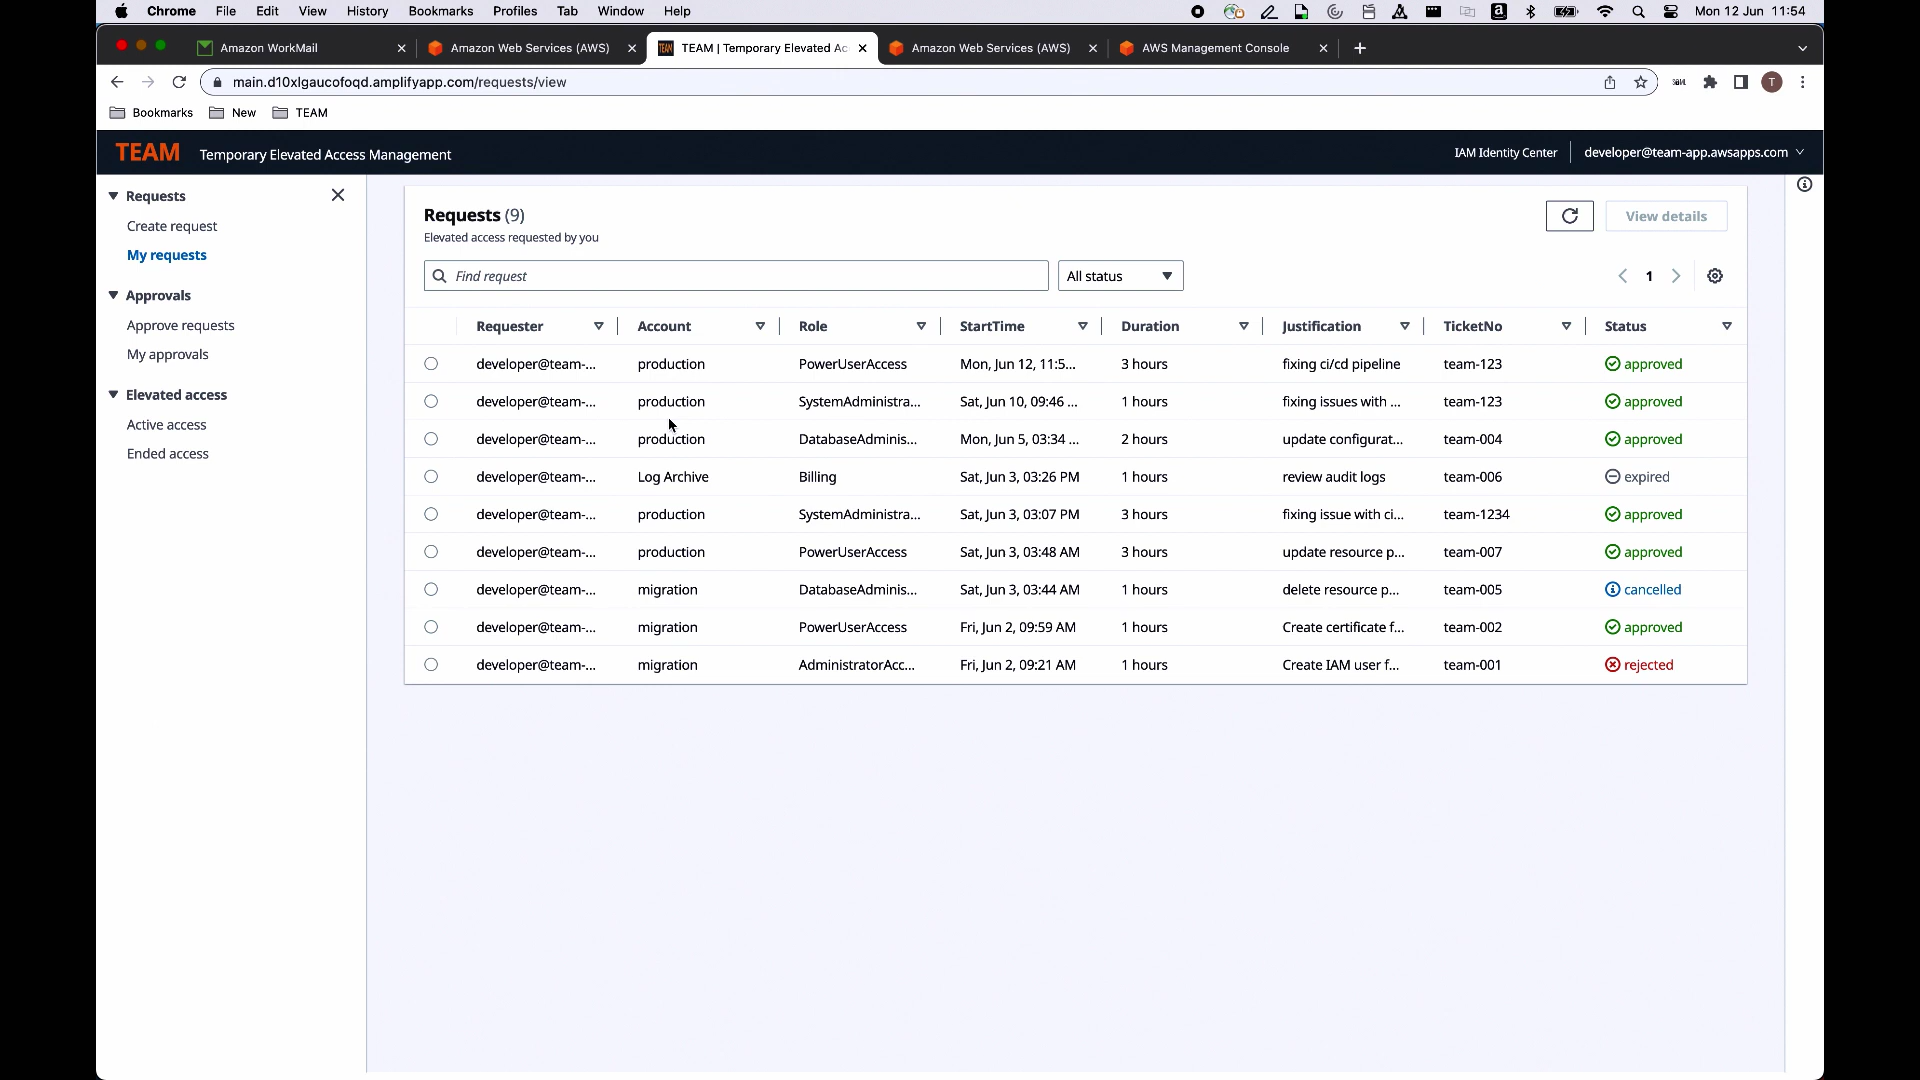 Chrome File Edit View History Bookmarks Profiles Tab Window Help Mon 12 Jun 11:54
Amazon WorkMail Amazon Web Services (AWS) TEAM | Temporary Elevated Ac Amazon Web Services (AWS) AWS Management Console
main.d10xlgaucofoqd.amplifyapp.com/requests/view T
Bookmarks New TEAM
TEAM Temporary Elevated Access Management IAM Identity Center developer@team-app.awsapps.com
Requests
Create request
My requests
Approvals
Approve requests
My approvals
Elevated access
Active access
Ended access
Requests (9) View details
Elevated access requested by you
Find request All status 1
Requester Account Role StartTime Duration Justification TicketNo Status
developer@team-... production PowerUserAccess Mon, Jun 12, 11:5... 3 hours fixing ci/cd pipeline team-123 approved
developer@team-... production SystemAdministra... Sat, Jun 10, 09:46 ... 1 hours fixing issues with ... team-123 approved
developer@team-... production DatabaseAdminis... Mon, Jun 5, 03:34 ... 2 hours update configurat... team-004 approved
developer@team-... Log Archive Billing Sat, Jun 3, 03:26 PM 1 hours review audit logs team-006 expired
developer@team-... production SystemAdministra... Sat, Jun 3, 03:07 PM 3 hours fixing issue with ci... team-1234 approved
developer@team-... production PowerUserAccess Sat, Jun 3, 03:48 AM 3 hours update resource p... team-007 approved
developer@team-... migration DatabaseAdminis... Sat, Jun 3, 03:44 AM 1 hours delete resource p... team-005 cancelled
developer@team-... migration PowerUserAccess Fri, Jun 2, 09:59 AM 1 hours Create certificate f... team-002 approved
developer@team-... migration AdministratorAcc... Fri, Jun 2, 09:21 AM 1 hours Create IAM user f... team-001 rejected